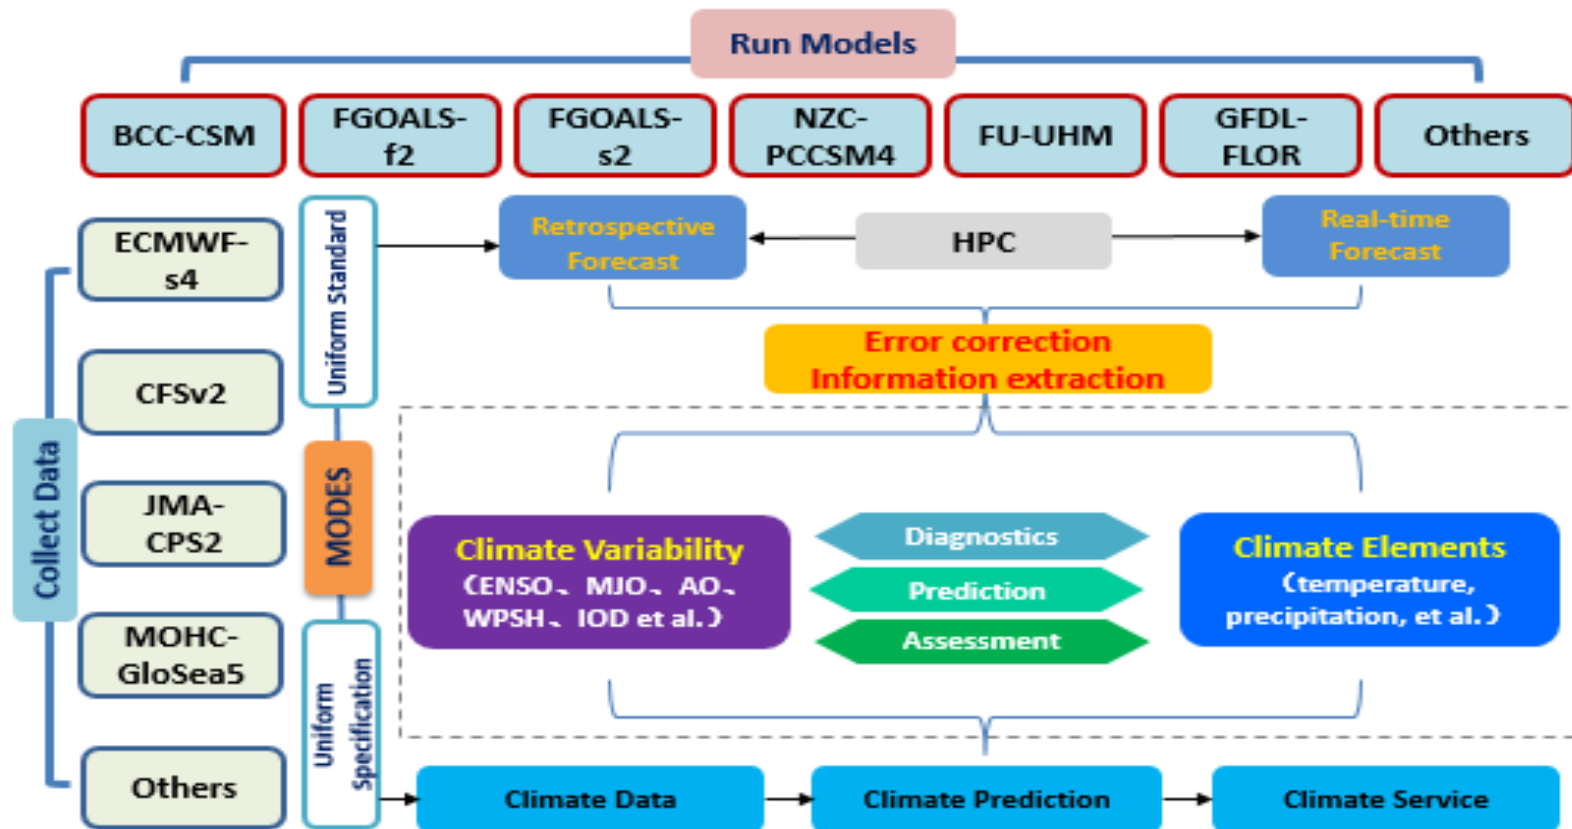 Run Models
BCC-CSM
FGOALS-
f2
FGOALS-
s2
NZC-
PCCSM4
FU-UHM
GFDL-
FLOR
Others
Collect Data
ECMWF-
s4
CFSv2
JMA-
CPS2
MOHC-
GloSea5
Others
Uniform Standard
MODES
Uniform
Specification
Retrospective
Forecast
HPC
Real-time
Forecast
Error correction
Information extraction
Climate Variability
（ENSO、MJO、AO、
WPSH、IOD et al.）
Diagnostics
Prediction
Assessment
Climate Elements
（temperature,
precipitation, et al.）
Climate Data
Climate Prediction
Climate Service